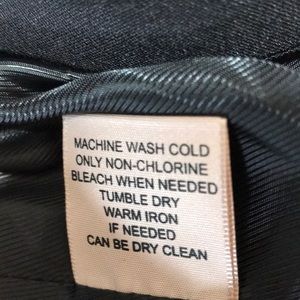 MACHINE WASH COLD
ONLY NON-CHLORINE
BLEACH WHEN NEEDED
TUMBLE DRY
WARM IRON
IF NEEDED
CAN BE DRY CLEAN